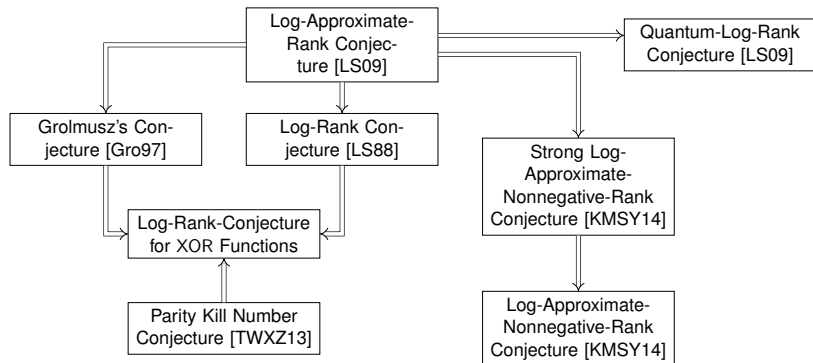 Log-Approximate-
Rank Conjec-
ture [LS09]
Quantum-Log-Rank
Conjecture [LS09]
Grolmusz's Con-
jecture [Gro97]
Log-Rank Con-
jecture [LS88]
Strong Log-
Approximate-
Nonnegative-Rank
Conjecture [KMSY14]
Log-Rank-Conjecture
for XOR Functions
Parity Kill Number
Conjecture [TWXZ13]
Log-Approximate-
Nonnegative-Rank
Conjecture [KMSY14]